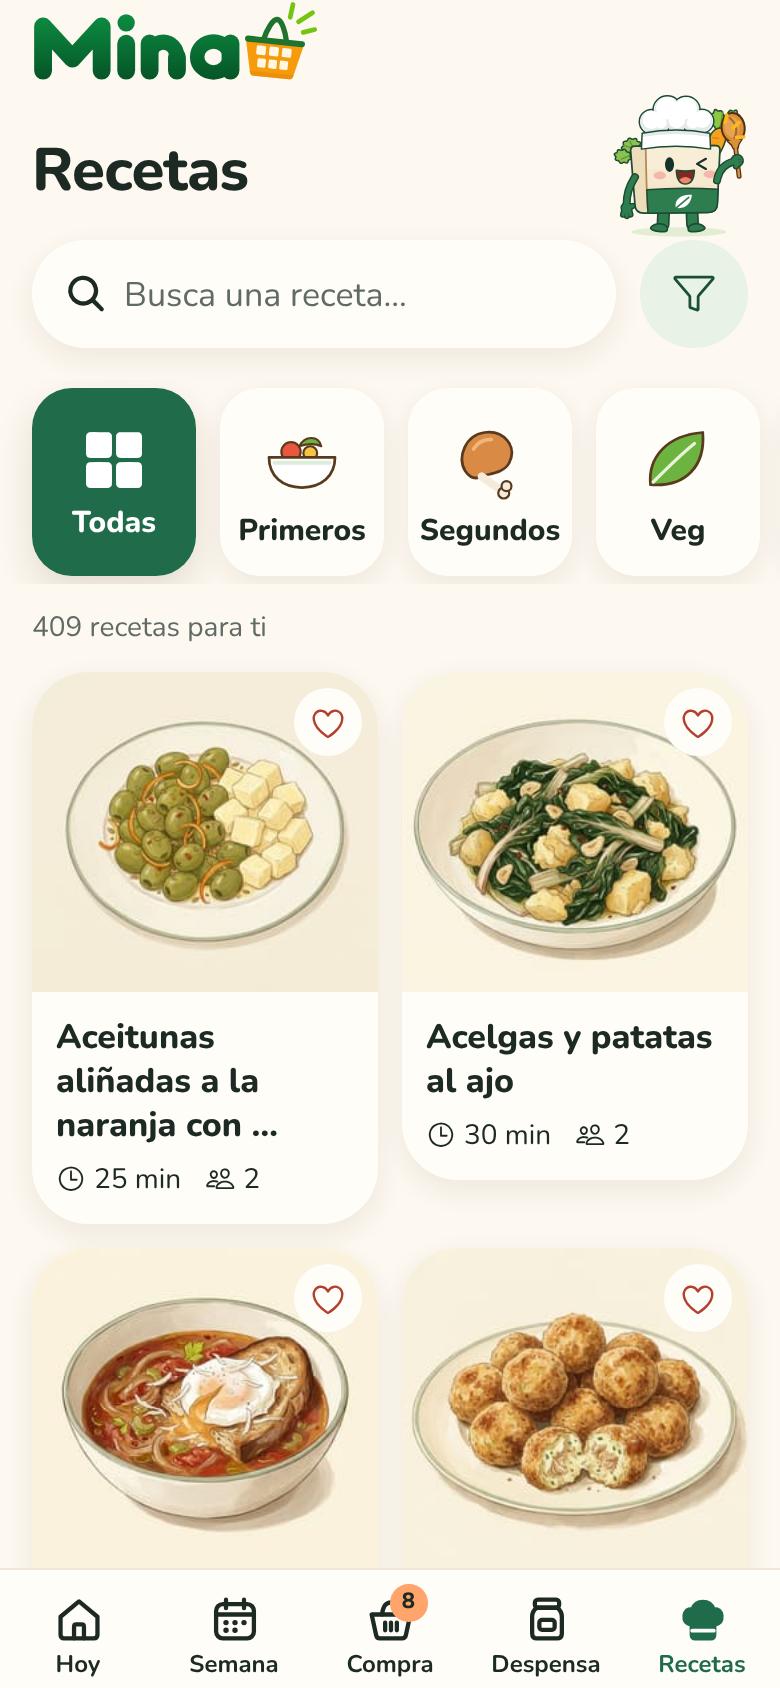 Mina
Recetas
Busca una receta...
Todas
Primeros
Segundos
Veg
409 recetas para ti
Aceitunas
aliñadas a la
naranja con ...
25 min 2
Acelgas y patatas
al ajo
30 min 2
8
Hoy
Semana
Compra
Despensa
Recetas